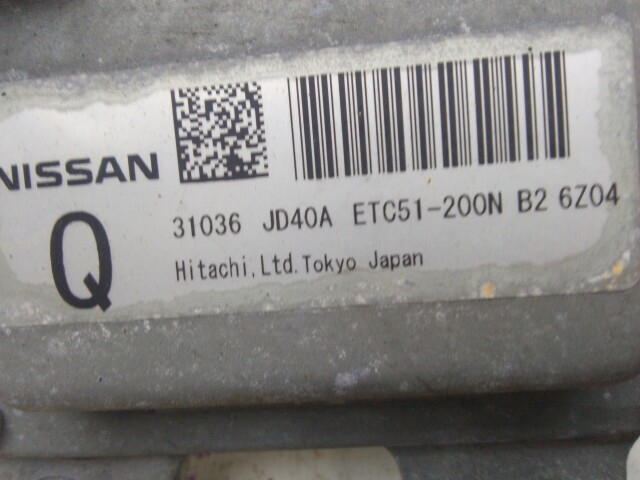 NISSAN
Q
31036 JD40A ETC51-200N B2 6Z04
Hitachi,Ltd.Tokyo Japan